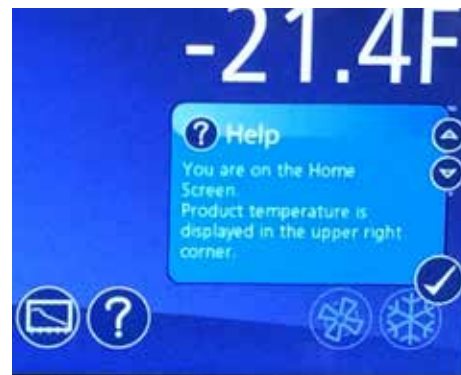 -21.4F
? Help
You are on the Home
Screen.
Product temperature is
displayed in the upper right
corner.
?